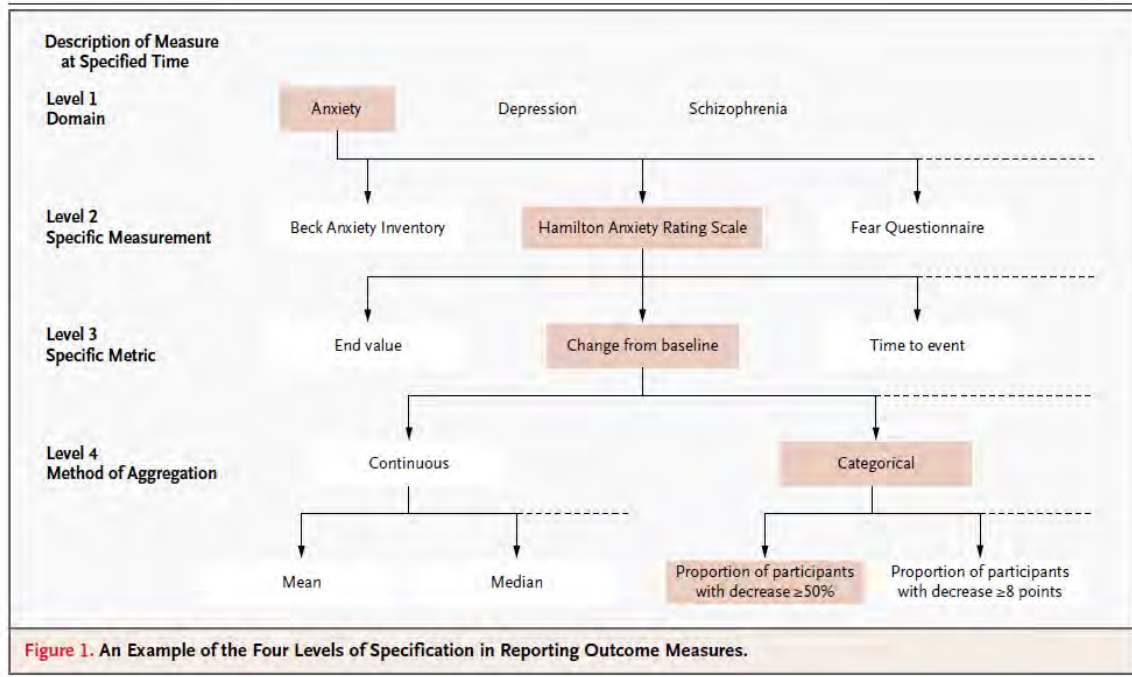 Description of Measure
at Specified Time
Level 1
Domain
Anxiety
Depression
Schizophrenia
Level 2
Specific Measurement
Beck Anxiety Inventory
Hamilton Anxiety Rating Scale
Fear Questionnaire
Level 3
Specific Metric
End value
Change from baseline
Time to event
Level 4
Method of Aggregation
Continuous
Categorical
Mean
Median
Proportion of participants
with decrease ≥50%
Proportion of participants
with decrease ≥8 points
Figure 1. An Example of the Four Levels of Specification in Reporting Outcome Measures.